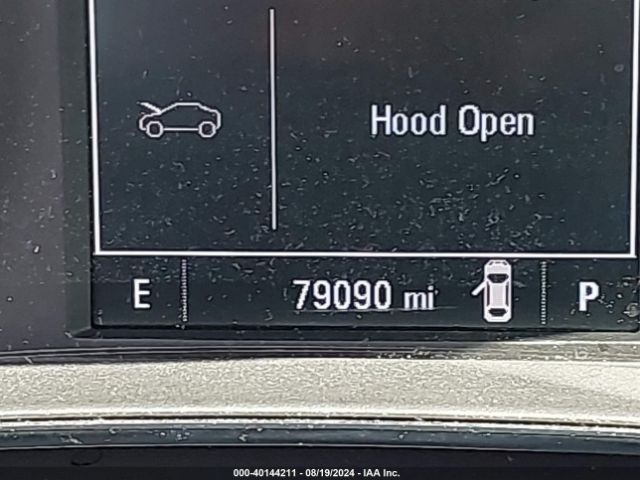 Hood Open
E 79090 mi P
000-40144211 - 08/19/2024 - IAA Inc.